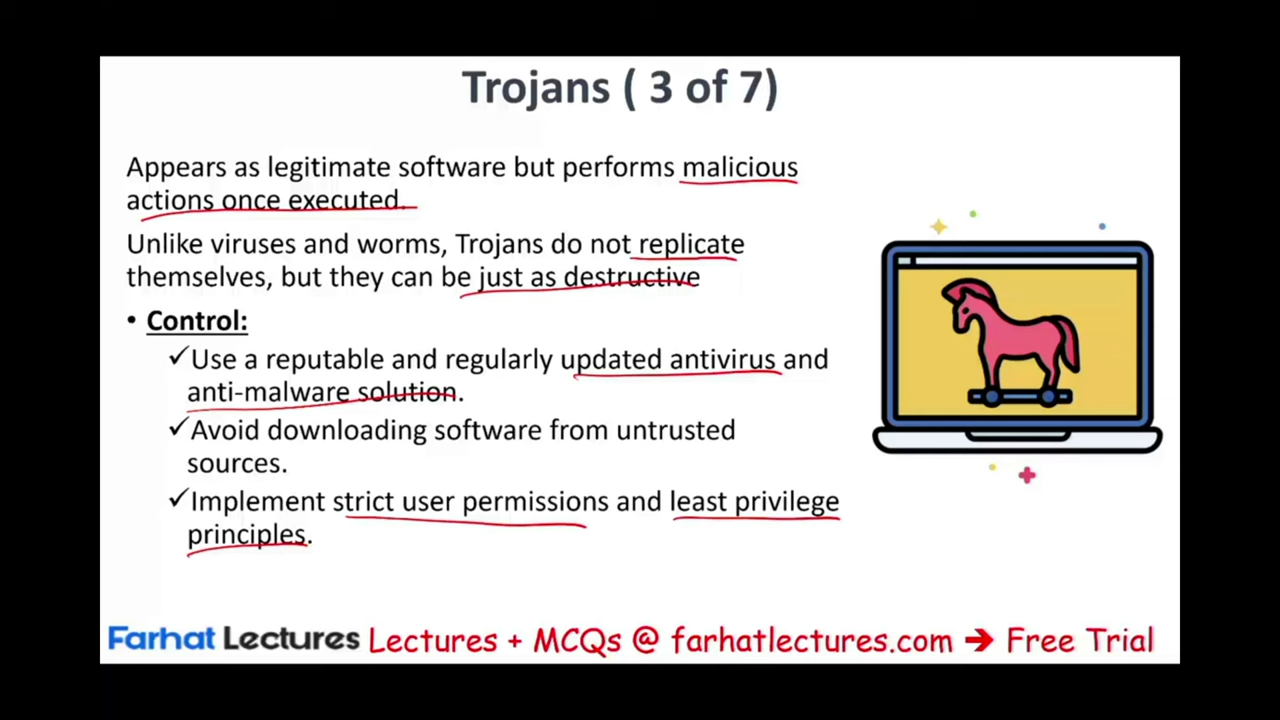 Trojans ( 3 of 7)
Appears as legitimate software but performs malicious
actions once executed.
Unlike viruses and worms, Trojans do not replicate
themselves, but they can be just as destructive
• Control:
✓Use a reputable and regularly updated antivirus and
anti-malware solution.
✓Avoid downloading software from untrusted
sources.
✓Implement strict user permissions and least privilege
principles.
Farhat Lectures Lectures + MCQs @ farhatlectures.com → Free Trial